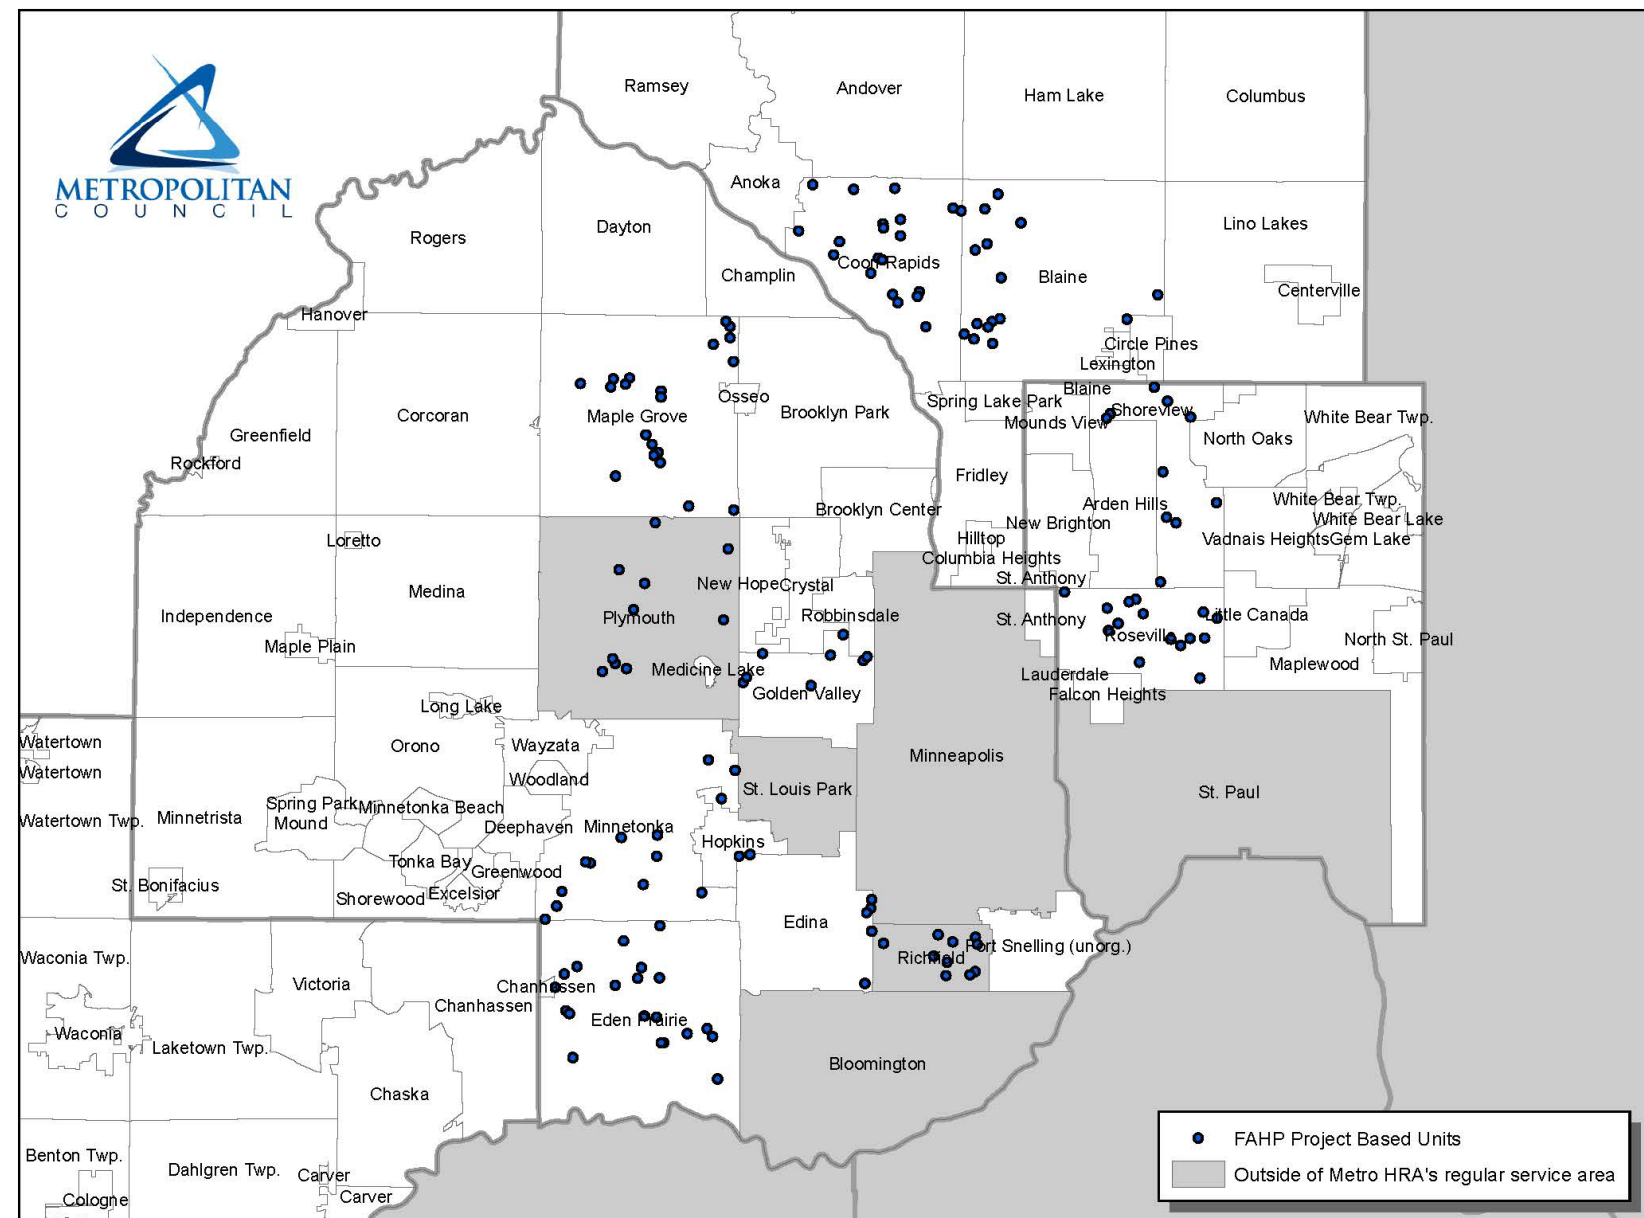 Ramsey
Andover
Ham Lake
Columbus
METROPOLITAN
COUNCIL
Anoka
Rogers
Dayton
Lino Lakes
Coon Rapids
Champlin
Blaine
Centerville
Hanover
Circle Pines
Lexington
Blaine
Osseo
Spring Lake Park
Shoreview
Corcoran
Maple Grove
Brooklyn Park
Mounds View
White Bear Twp.
Greenfield
North Oaks
Rockford
Fridley
Arden Hills
White Bear Twp.
Brooklyn Center
New Brighton
White Bear Lake
Loretto
Hilltop
Vadnais Heights
Gem Lake
Columbia Heights
Medina
New Hope
Crystal
St. Anthony
Independence
Plymouth
Robbinsdale
St. Anthony
Little Canada
Maple Plain
Roseville
North St. Paul
Medicine Lake
Lauderdale
Maplewood
Golden Valley
Falcon Heights
Long Lake
Watertown
Orono
Wayzata
Minneapolis
Watertown
Woodland
St. Louis Park
St. Paul
Spring Park
Minnetonka Beach
Watertown Twp.
Minnetrista
Mound
Deephaven
Minnetonka
Hopkins
Tonka Bay
Greenwood
St. Bonifacius
Shorewood
Excelsior
Edina
Waconia Twp.
Richfield
Fort Snelling (unorg.)
Victoria
Chanhassen
Chanhassen
Waconia
Laketown Twp.
Eden Prairie
Bloomington
Chaska
FAHP Project Based Units
Benton Twp.
Dahlgren Twp.
Carver
Outside of Metro HRA's regular service area
Cologne
Carver